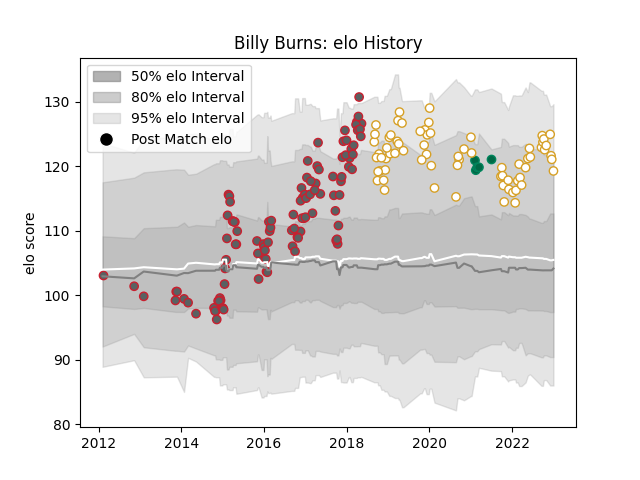 Billy Burns: elo History
50% elo Interval
80% elo Interval
95% elo Interval
Post Match elo
elo score
130
120
110
100
90
80
2012
2014
2016
2018
2020
2022